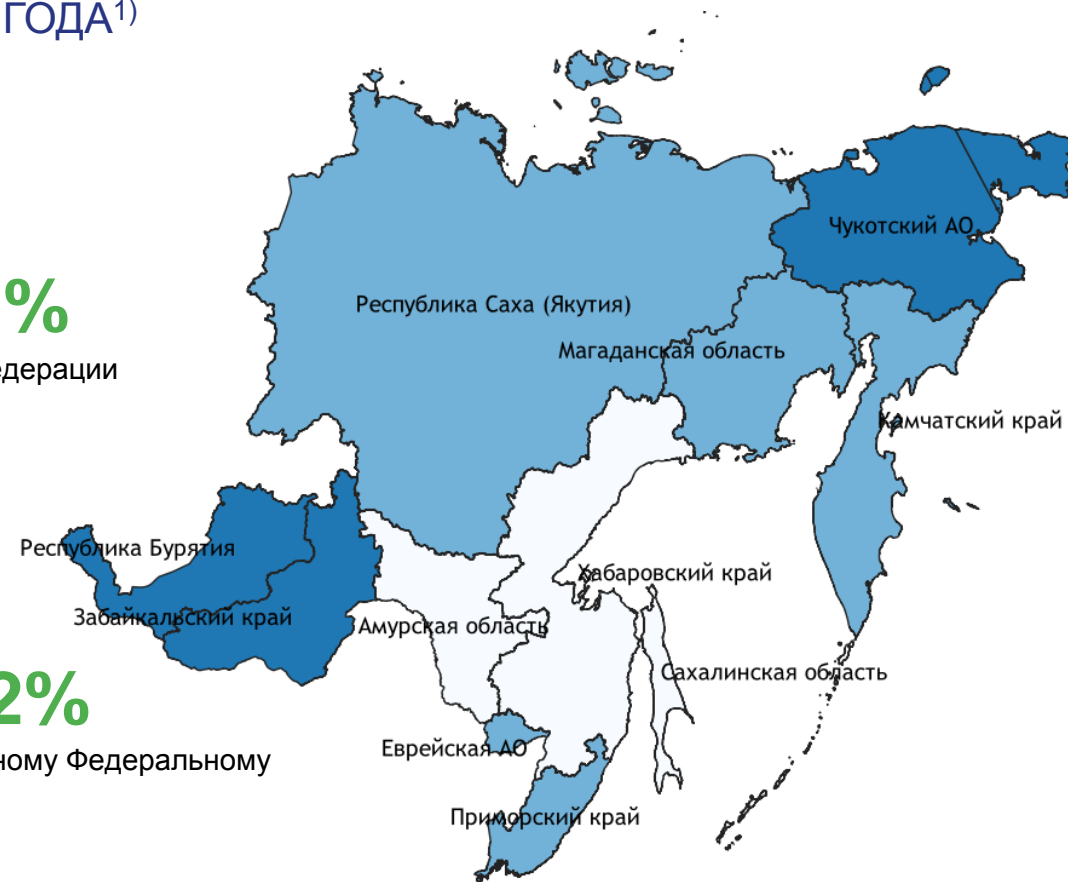 ГОДА1)
%
едерации
2%
ному Федеральному
Чукотский АО
Республика Саха (Якутия)
Магаданская область
Камчатский край
Республика Бурятия
Хабаровский край
Забайкальский край
Амурская область
Сахалинская область
Еврейская АО
Приморский край